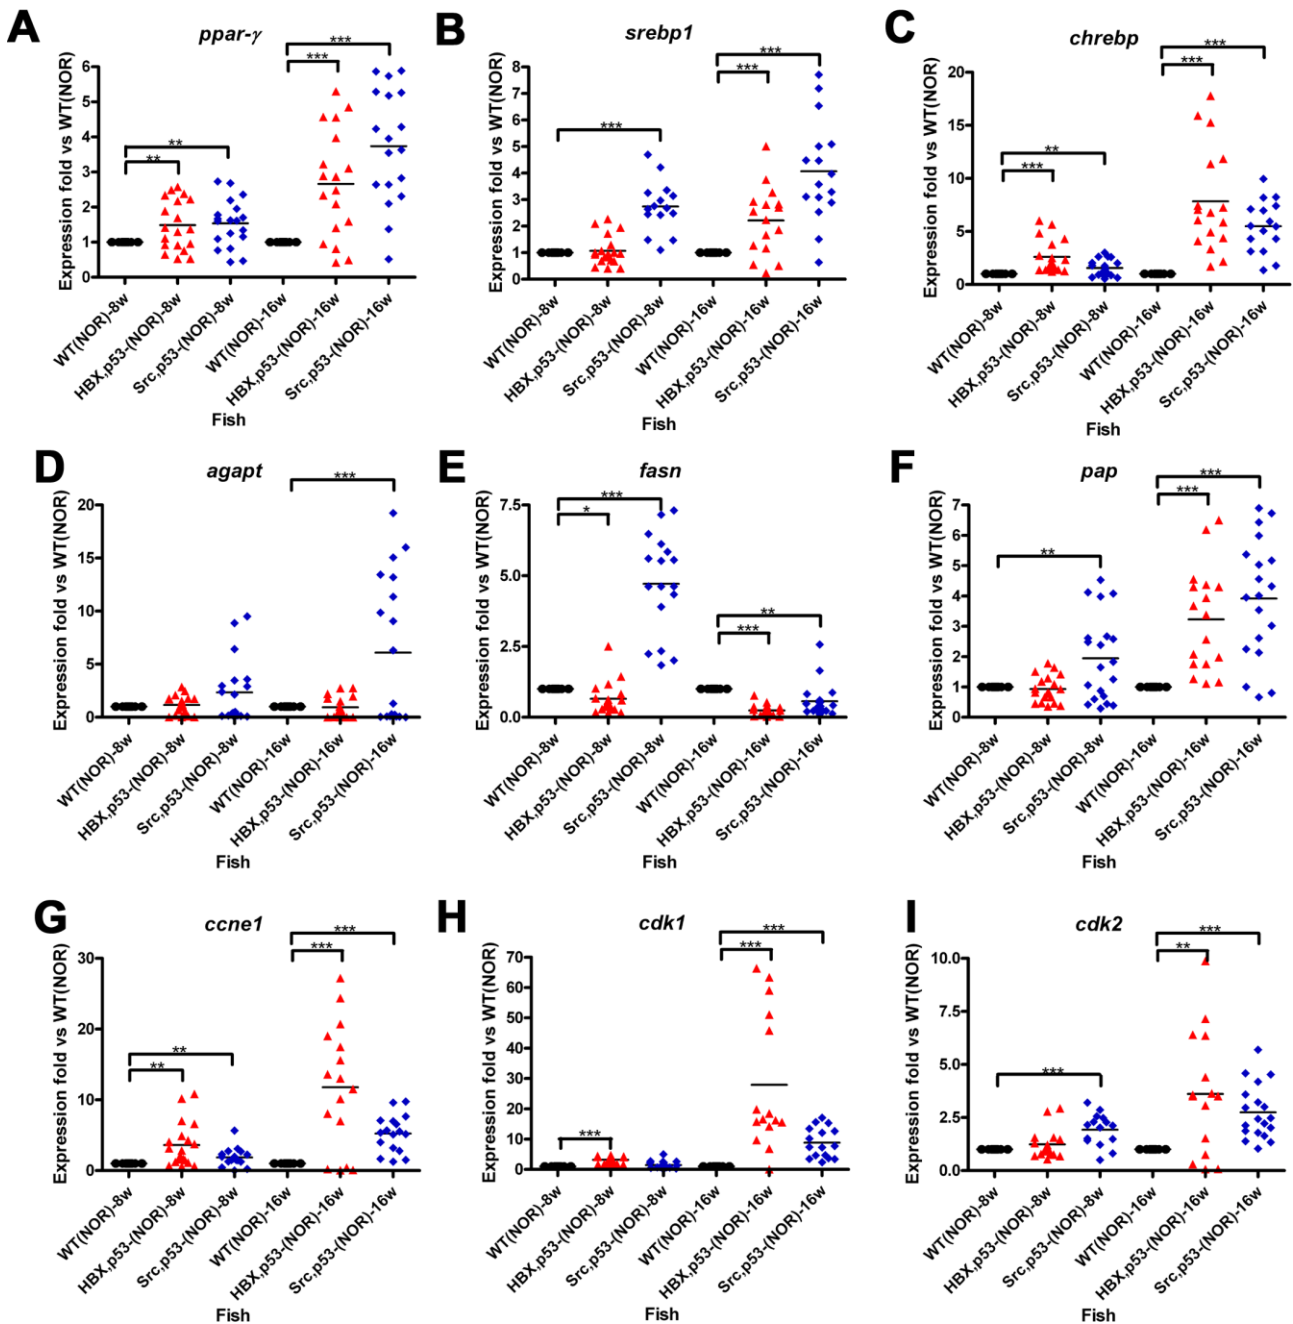 A
ppar-γ
Expression fold vs WT(NOR)
6
5
4
3
2
1
0
**
**
***
***
WT(NOR)-8w
HBX,p53-(NOR)-8w
Src,p53-(NOR)-8w
WT(NOR)-16w
HBX,p53-(NOR)-16w
Src,p53-(NOR)-16w
Fish
B
srebp1
Expression fold vs WT(NOR)
8
7
6
5
4
3
2
1
0
***
***
***
WT(NOR)-8w
HBX,p53-(NOR)-8w
Src,p53-(NOR)-8w
WT(NOR)-16w
HBX,p53-(NOR)-16w
Src,p53-(NOR)-16w
Fish
C
chrebp
Expression fold vs WT(NOR)
20
15
10
5
0
***
**
***
***
WT(NOR)-8w
HBX,p53-(NOR)-8w
Src,p53-(NOR)-8w
WT(NOR)-16w
HBX,p53-(NOR)-16w
Src,p53-(NOR)-16w
Fish
D
agapt
Expression fold vs WT(NOR)
20
15
10
5
0
***
WT(NOR)-8w
HBX,p53-(NOR)-8w
Src,p53-(NOR)-8w
WT(NOR)-16w
HBX,p53-(NOR)-16w
Src,p53-(NOR)-16w
Fish
E
fasn
Expression fold vs WT(NOR)
7.5
5.0
2.5
0.0
***
*
**
***
WT(NOR)-8w
HBX,p53-(NOR)-8w
Src,p53-(NOR)-8w
WT(NOR)-16w
HBX,p53-(NOR)-16w
Src,p53-(NOR)-16w
Fish
F
pap
Expression fold vs WT(NOR)
7
6
5
4
3
2
1
0
**
***
***
WT(NOR)-8w
HBX,p53-(NOR)-8w
Src,p53-(NOR)-8w
WT(NOR)-16w
HBX,p53-(NOR)-16w
Src,p53-(NOR)-16w
Fish
G
ccne1
Expression fold vs WT(NOR)
30
20
10
0
**
**
***
***
WT(NOR)-8w
HBX,p53-(NOR)-8w
Src,p53-(NOR)-8w
WT(NOR)-16w
HBX,p53-(NOR)-16w
Src,p53-(NOR)-16w
Fish
H
cdk1
Expression fold vs WT(NOR)
70
60
50
40
30
20
10
0
***
***
***
WT(NOR)-8w
HBX,p53-(NOR)-8w
Src,p53-(NOR)-8w
WT(NOR)-16w
HBX,p53-(NOR)-16w
Src,p53-(NOR)-16w
Fish
I
cdk2
Expression fold vs WT(NOR)
10.0
7.5
5.0
2.5
0.0
***
***
**
WT(NOR)-8w
HBX,p53-(NOR)-8w
Src,p53-(NOR)-8w
WT(NOR)-16w
HBX,p53-(NOR)-16w
Src,p53-(NOR)-16w
Fish